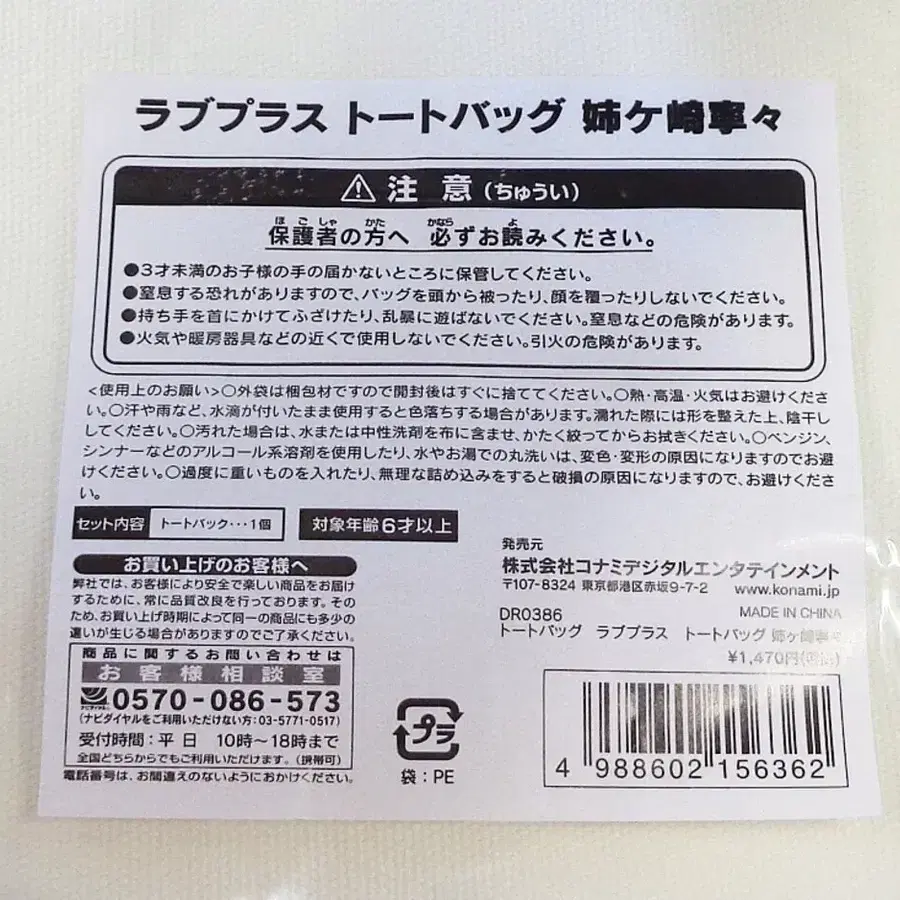 ラブプラス トートバッグ 姉ケ崎寧々
⚠ 注 意 (ちゅうい)
ほごしゃ かた かなら よ
保護者の方へ 必ずお読みください。
●3才未満のお子様の手の届かないところに保管してください。
●窒息する恐れがありますので、バッグを頭から被ったり、顔を覆ったりしないでください。
●持ち手を首にかけてふざけたり、乱暴に遊ばないでください。窒息などの危険があります。
●火気や暖房器具などの近くで使用しないでください。引火の危険があります。
<使用上のお願い>○外袋は梱包材ですので開封後はすぐに捨ててください。○熱・高温・火気はお避けくださ
い。○汗や雨など、水滴が付いたまま使用すると色落ちする場合があります。濡れた際には形を整えた上、陰干し
してください。○汚れた場合は、水または中性洗剤を布に含ませ、かたく絞ってからお拭きください。○ベンジン、
シンナーなどのアルコール系溶剤を使用したり、水やお湯での丸洗いは、変色・変形の原因になりますのでお避
けください。○過度に重いものを入れたり、無理な詰め込みをすると破損の原因になりますので、お避けくださ
い。
セット内容 トートバック・・・1個
対象年齢6才以上
お買い上げのお客様へ
弊社では、お客様により安全で楽しい商品をお届け
するために、常に品質改良を行っております。その
ため、お買い上げ時期によって同一の商品にも多少の
違いが生じる場合がありますのでご了承ください。
商品に関するお問い合わせは
お客様相談室
ナビダイヤル 0570-086-573
(ナビダイヤルをご利用いただけない方:03-5771-0517)
受付時間:平日 10時~18時まで
全国どちらからでもご利用いただけます。(携帯可)
電話番号は、お間違えのないようにおかけください。
プラ
袋:PE
発売元
株式会社コナミデジタルエンタテインメント
〒107-8324 東京都港区赤坂9-7-2 www.konami.jp
DR0386 MADE IN CHINA
トートバッグ ラブプラス トートバッグ 姉ヶ崎寧々
¥1,470円(税込)
4 988602 156362